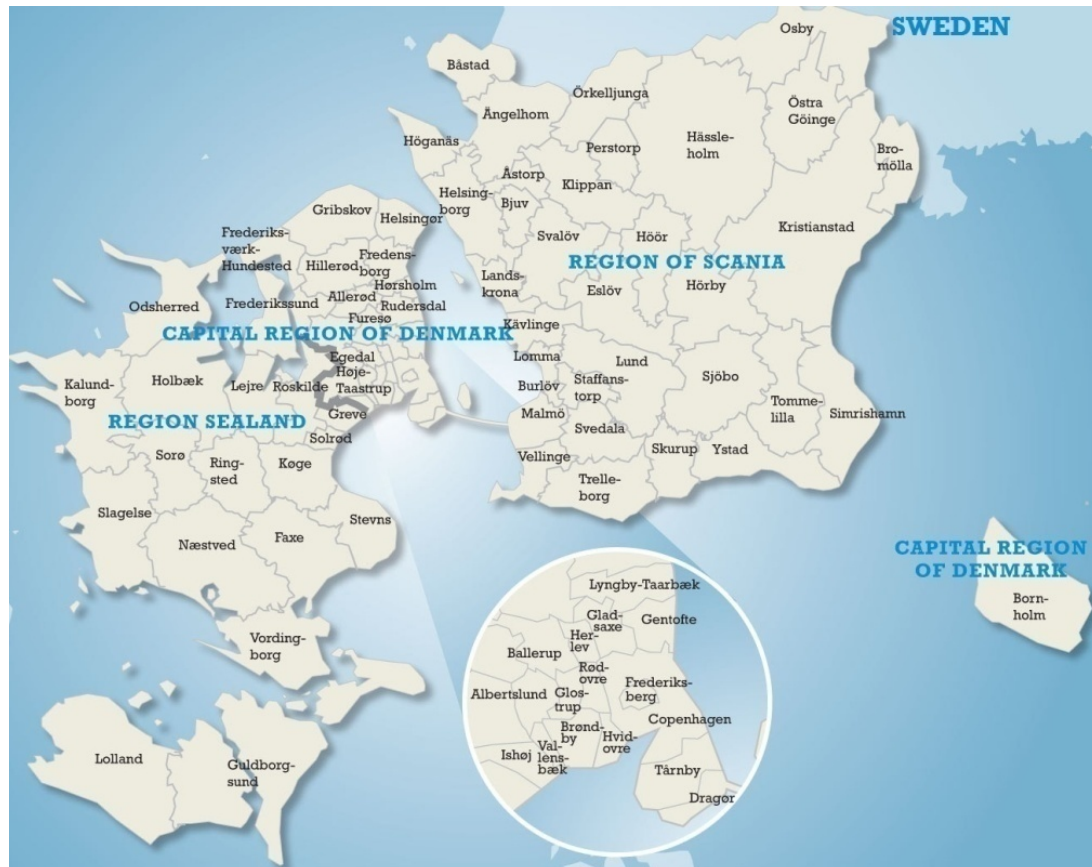 SWEDEN
Osby
Båstad
Örkelljunga
Östra
Göinge
Ängelhom
Hässle-
holm
Höganäs
Perstorp
Bro-
mölla
Åstorp
Klippan
Helsing-
borg
Bjuv
Kristianstad
Svalöv
Höör
REGION OF SCANIA
Lands-
krona
Eslöv
Hörby
Kävlinge
Lomma
Lund
Burlöv
Staffans-
torp
Sjöbo
Tomme-
lilla
Simrishamn
Malmö
Svedala
Skurup
Ystad
Vellinge
Trelle-
borg
Gribskov
Helsingør
Frederiks-
værk-
Hundested
Hillerød
Fredens-
borg
Hørsholm
Allerød
Rudersdal
Frederikssund
Furesø
Odsherred
CAPITAL REGION OF DENMARK
Egedal
Høje-
Taastrup
Kalund-
borg
Holbæk
Lejre
Roskilde
Greve
REGION SEALAND
Solrød
Sorø
Ring-
sted
Køge
Slagelse
Stevns
Næstved
Faxe
Vording-
borg
Lolland
Guldborg-
sund
CAPITAL REGION
OF DENMARK
Born-
holm
Lyngby-Taarbæk
Glad-
saxe
Gentofte
Her-
lev
Ballerup
Rød-
ovre
Frederiks-
berg
Albertslund
Glos-
trup
Copenhagen
Brønd-
by
Hvid-
ovre
Ishøj
Val-
lens-
bæk
Tårnby
Dragør